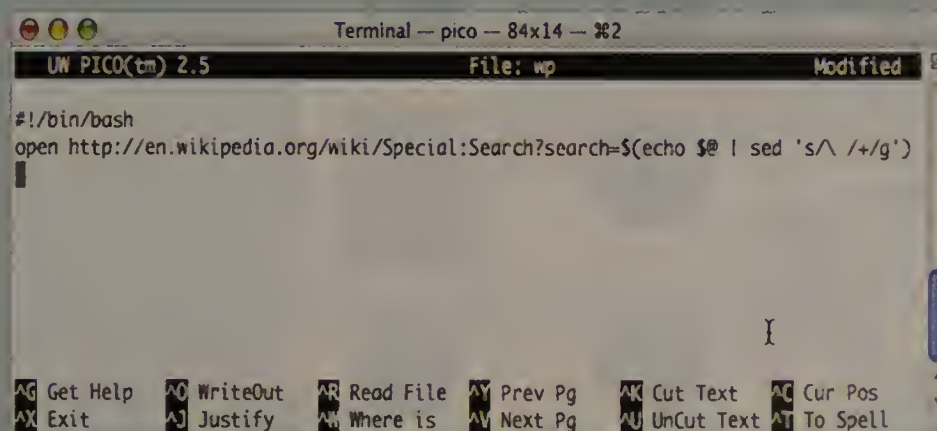 Terminal — pico — 84x14 — ⌘2
UW PICO(tm) 2.5 File: wp Modified
#!/bin/bash
open http://en.wikipedia.org/wiki/Special:Search?search=$(echo $@ | sed 's/\ /+/g')
^G Get Help ^O WriteOut ^R Read File ^Y Prev Pg ^K Cut Text ^C Cur Pos
^X Exit ^J Justify ^W Where is ^V Next Pg ^U UnCut Text ^T To Spell